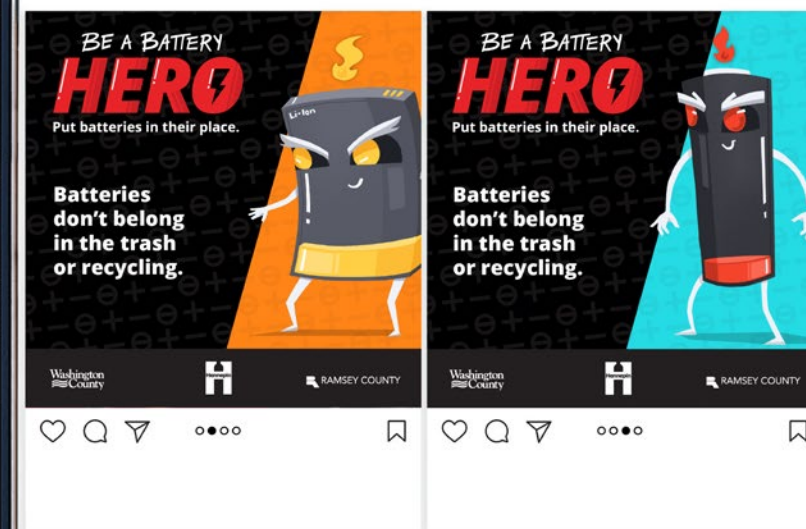 BE A BATTERY
HERO
Put batteries in their place.
Batteries
don't belong
in the trash
or recycling.
Li-Ion
Washington
County
Hennepin
RAMSEY COUNTY
BE A BATTERY
HERO
Put batteries in their place.
Batteries
don't belong
in the trash
or recycling.
Washington
County
Hennepin
RAMSEY COUNTY